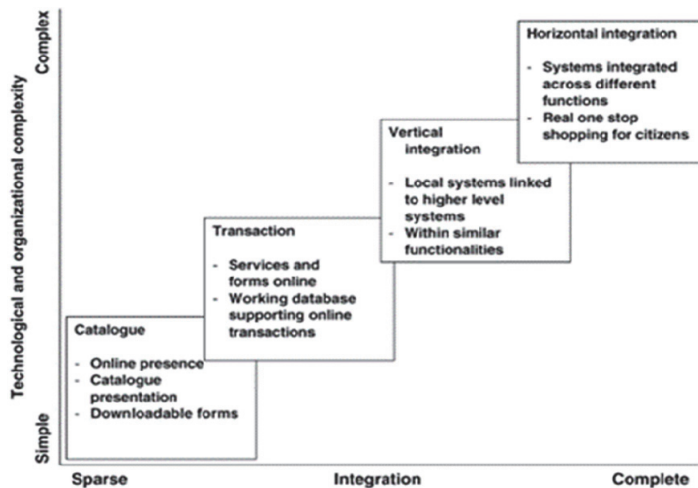 Technological and organizational complexity
Complex
Simple
Horizontal integration
- Systems integrated
across different
functions
- Real one stop
shopping for citizens
Vertical
integration
- Local systems linked
to higher level
systems
- Within similar
functionalities
Transaction
- Services and
forms online
- Working database
supporting online
transactions
Catalogue
- Online presence
- Catalogue
presentation
- Downloadable forms
Sparse
Integration
Complete